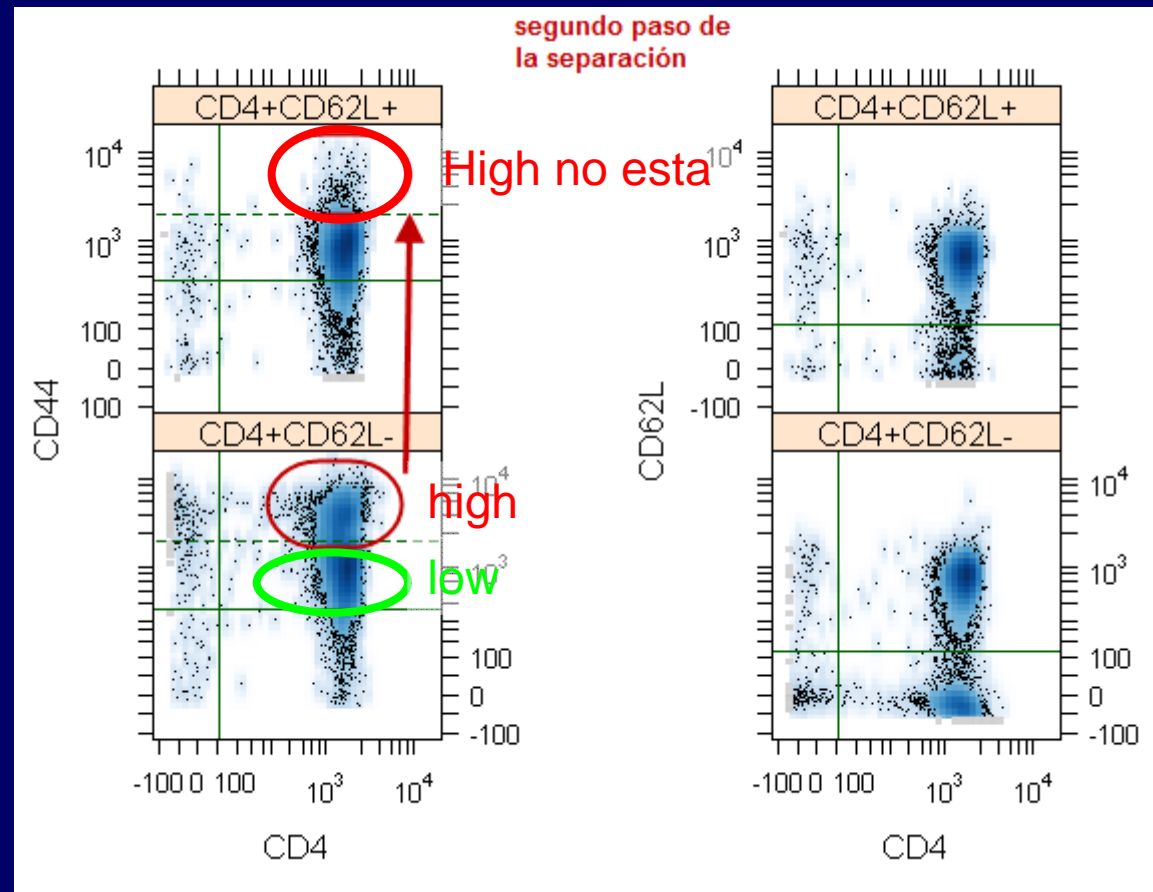 segundo paso de
la separación
CD4+CD62L+
10⁴
10³
100
0
100
High no esta
CD44
CD4+CD62L-
high
low
10⁴
10³
100
0
-100
-100 0 100 10³ 10⁴
CD4
CD4+CD62L+
10⁴
10³
100
0
-100
CD62L
CD4+CD62L-
10⁴
10³
100
0
-100
-100 0 100 10³ 10⁴
CD4